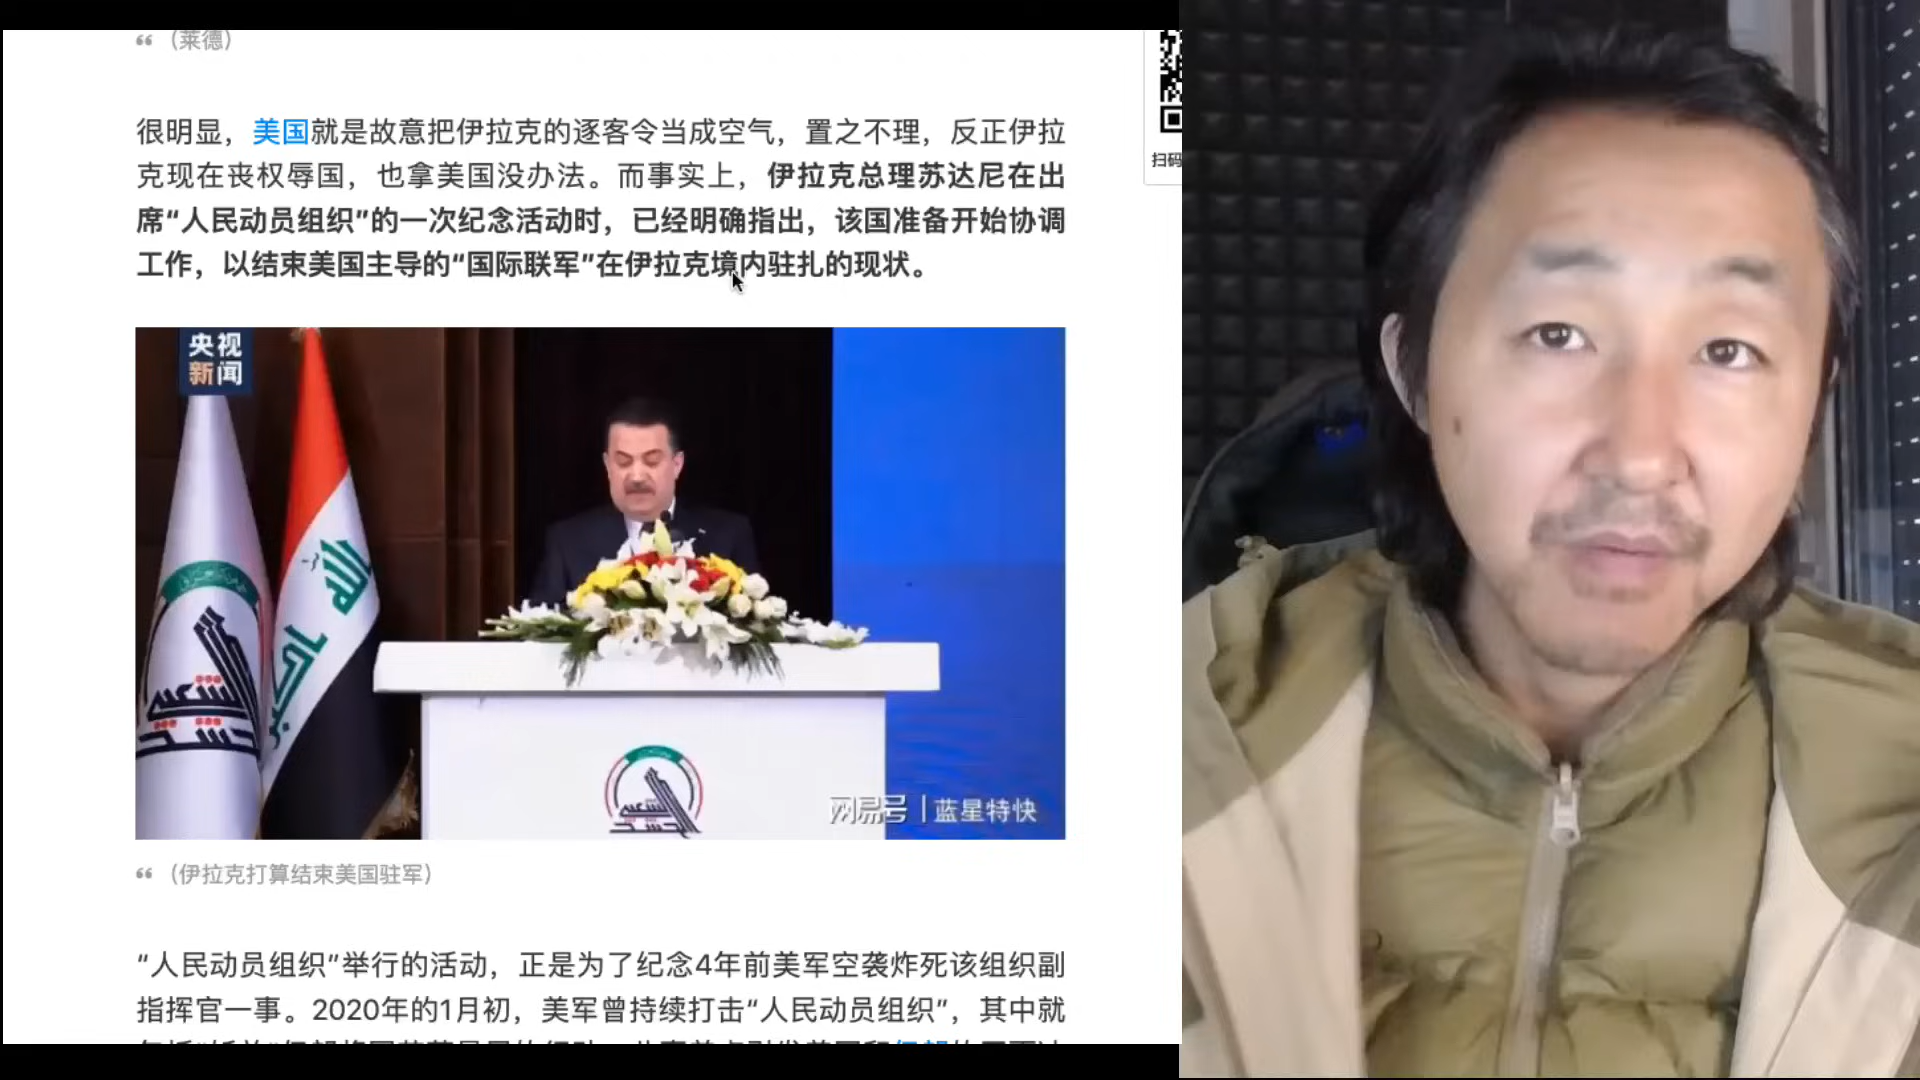 “ （莱德）
很明显，美国就是故意把伊拉克的逐客令当成空气，置之不理，反正伊拉
克现在丧权辱国，也拿美国没办法。而事实上，伊拉克总理苏达尼在出
席“人民动员组织”的一次纪念活动时，已经明确指出，该国准备开始协调
工作，以结束美国主导的“国际联军”在伊拉克境内驻扎的现状。
扫码
央视
新闻
网易号 | 蓝星特快
“ （伊拉克打算结束美国驻军）
“人民动员组织”举行的活动，正是为了纪念4年前美军空袭炸死该组织副
指挥官一事。2020年的1月初，美军曾持续打击“人民动员组织”，其中就